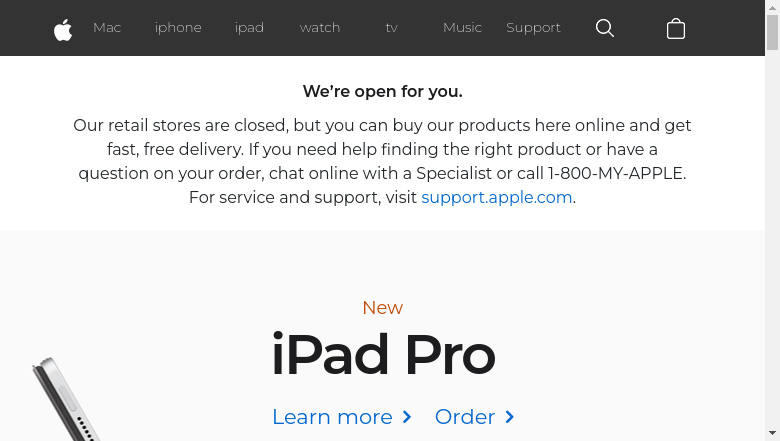 Mac iphone ipad watch tv Music Support
We’re open for you.
Our retail stores are closed, but you can buy our products here online and get
fast, free delivery. If you need help finding the right product or have a
question on your order, chat online with a Specialist or call 1-800-MY-APPLE.
For service and support, visit support.apple.com.
New
iPad Pro
Learn more Order